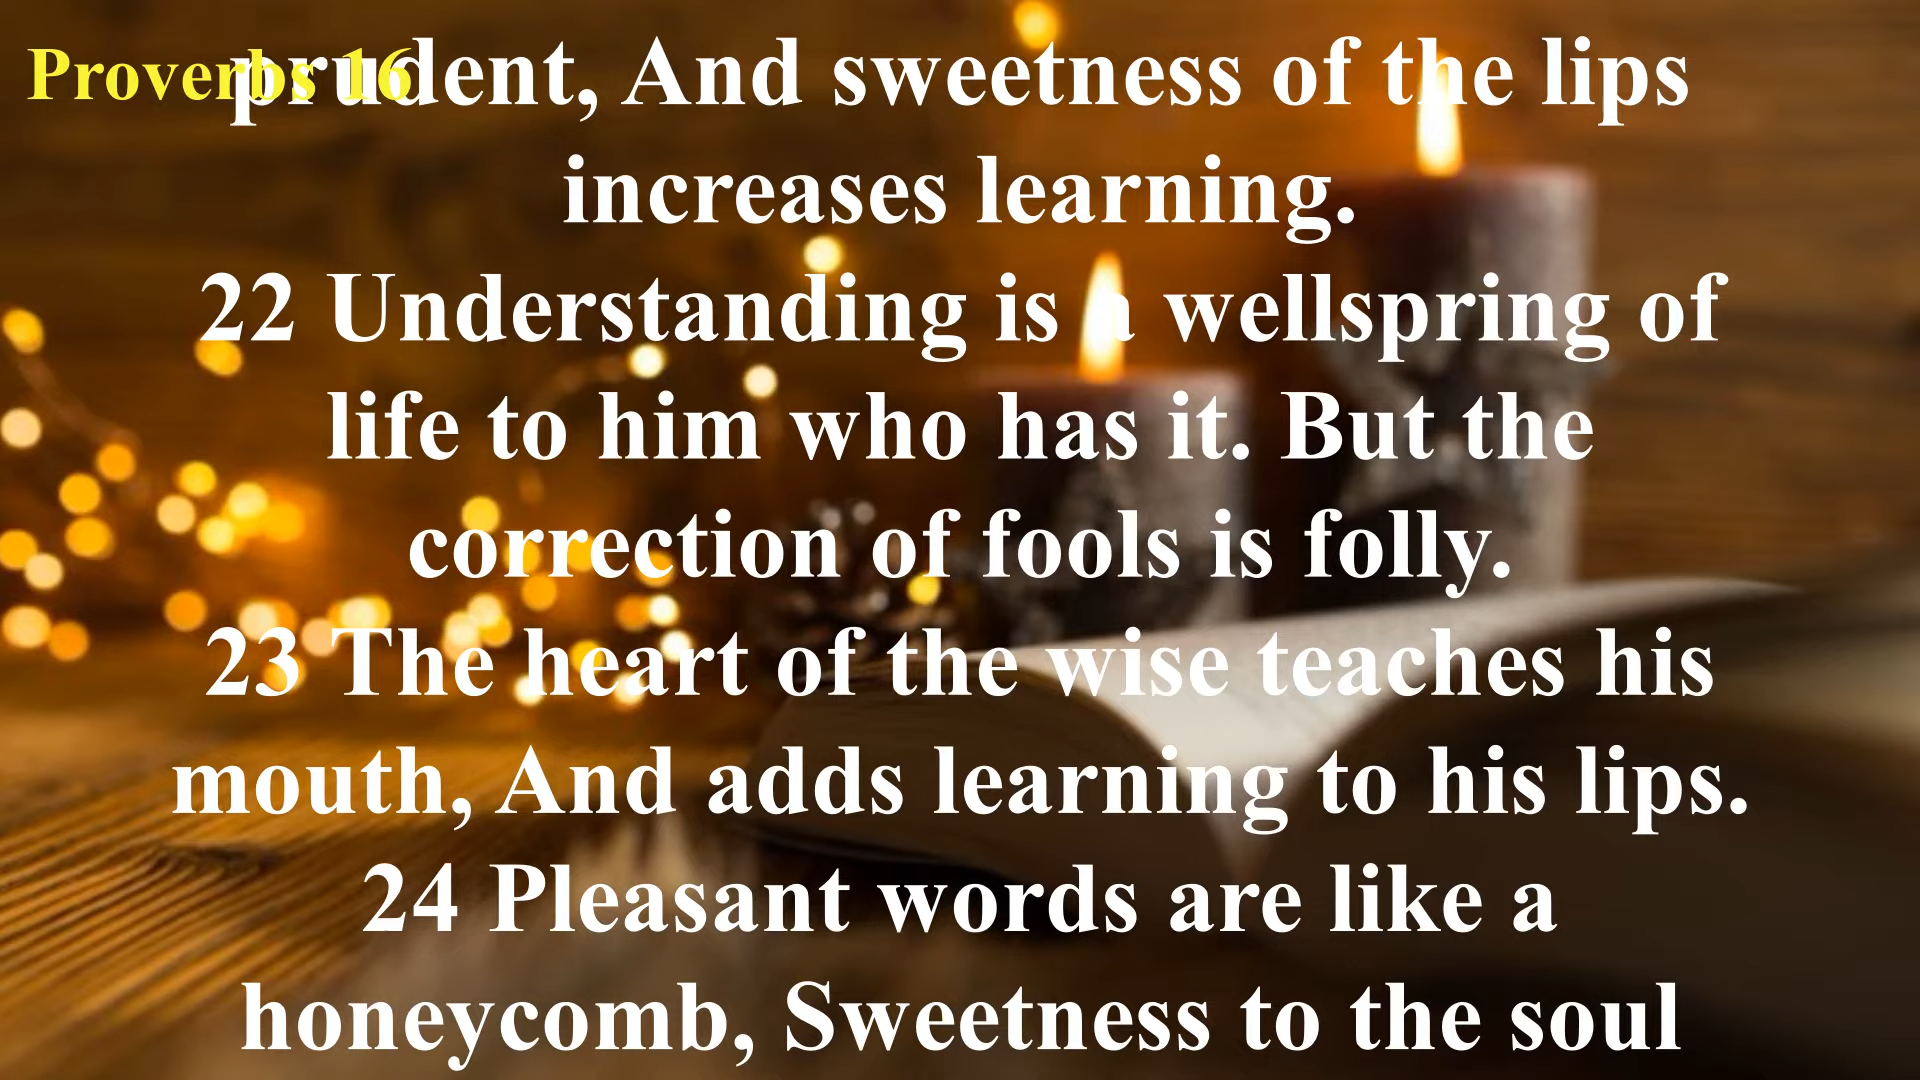 Proverbs 16
prudent, And sweetness of the lips
increases learning.
22 Understanding is a wellspring of
life to him who has it. But the
correction of fools is folly.
23 The heart of the wise teaches his
mouth, And adds learning to his lips.
24 Pleasant words are like a
honeycomb, Sweetness to the soul